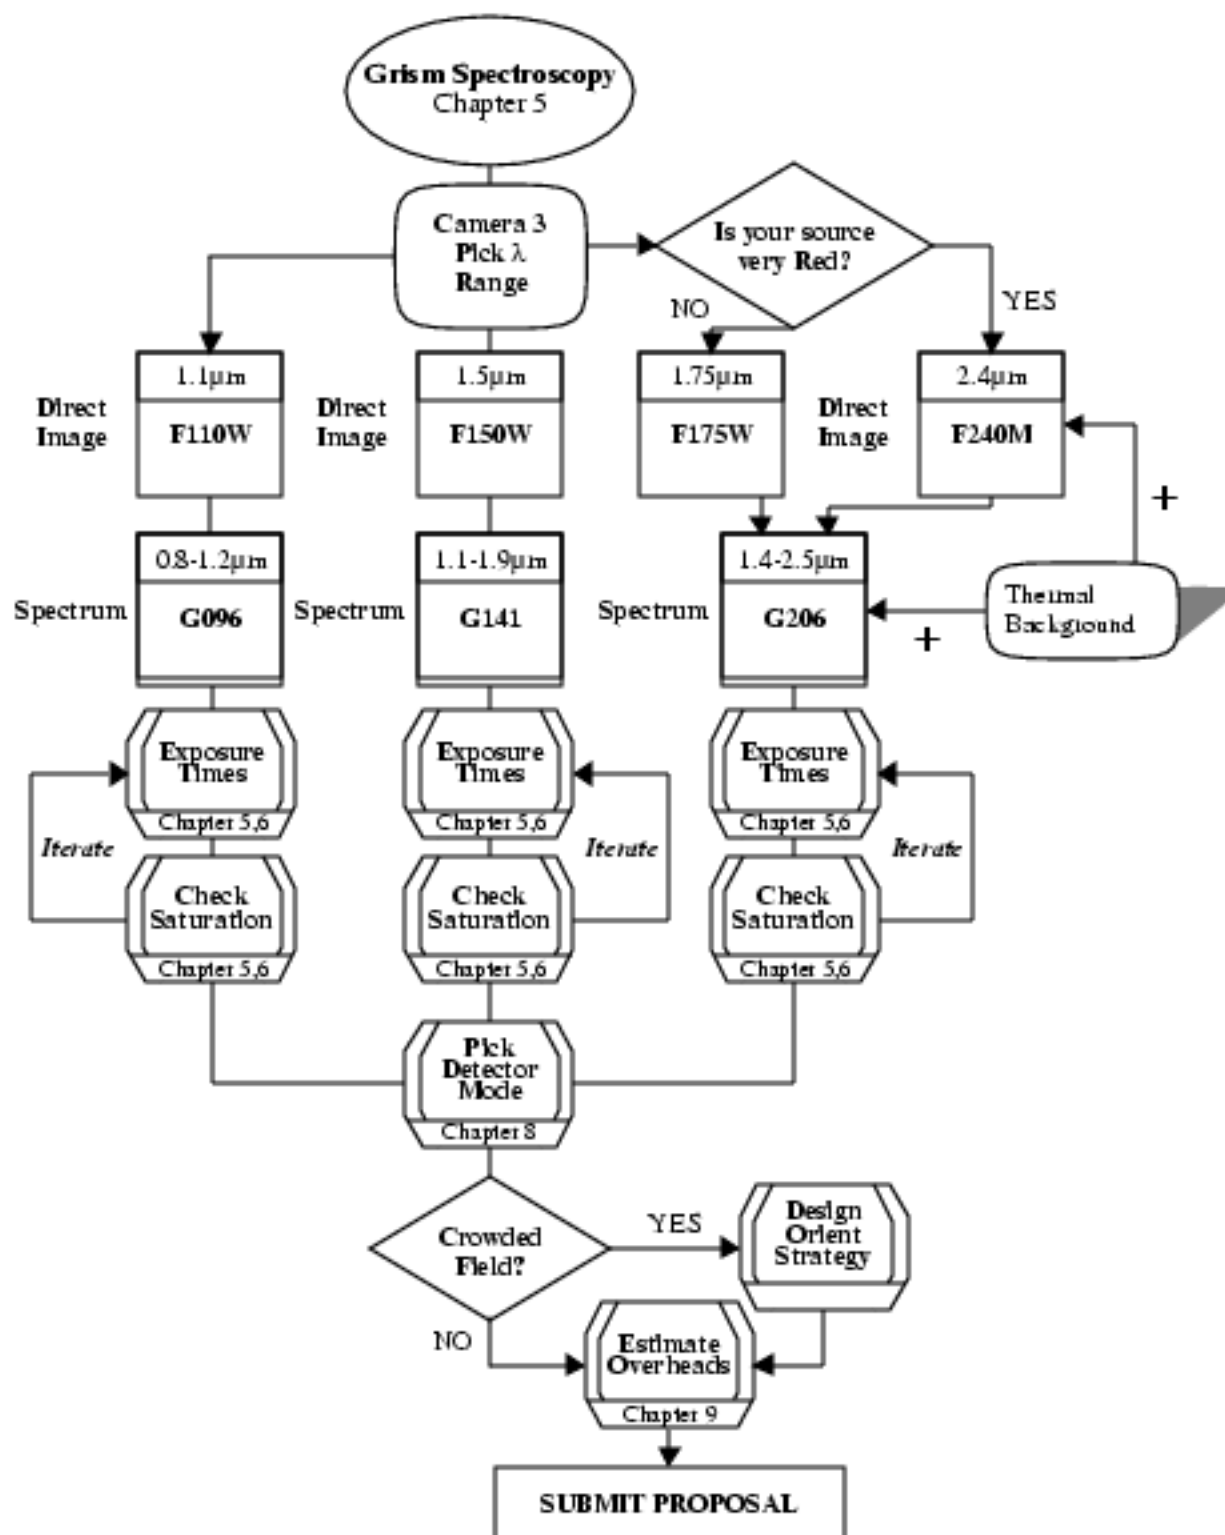 Grism Spectroscopy
Chapter 5
Camera 3
Pick λ
Range
Is your source
very Red?
NO
YES
1.1µm
1.5µm
1.75µm
2.4µm
Direct
Image
F110W
Direct
Image
F150W
F175W
Direct
Image
F240M
+
0.8-1.2µm
1.1-1.9µm
1.4-2.5µm
Spectrum
G096
Spectrum
G141
Spectrum
G206
+
Thermal
Background
Exposure
Times
Chapter 5,6
Exposure
Times
Chapter 5,6
Exposure
Times
Chapter 5,6
Iterate
Iterate
Iterate
Check
Saturation
Chapter 5,6
Check
Saturation
Chapter 5,6
Check
Saturation
Chapter 5,6
Pick
Detector
Mode
Chapter 8
Crowded
Field?
YES
Design
Orient
Strategy
NO
Estimate
Overheads
Chapter 9
SUBMIT PROPOSAL